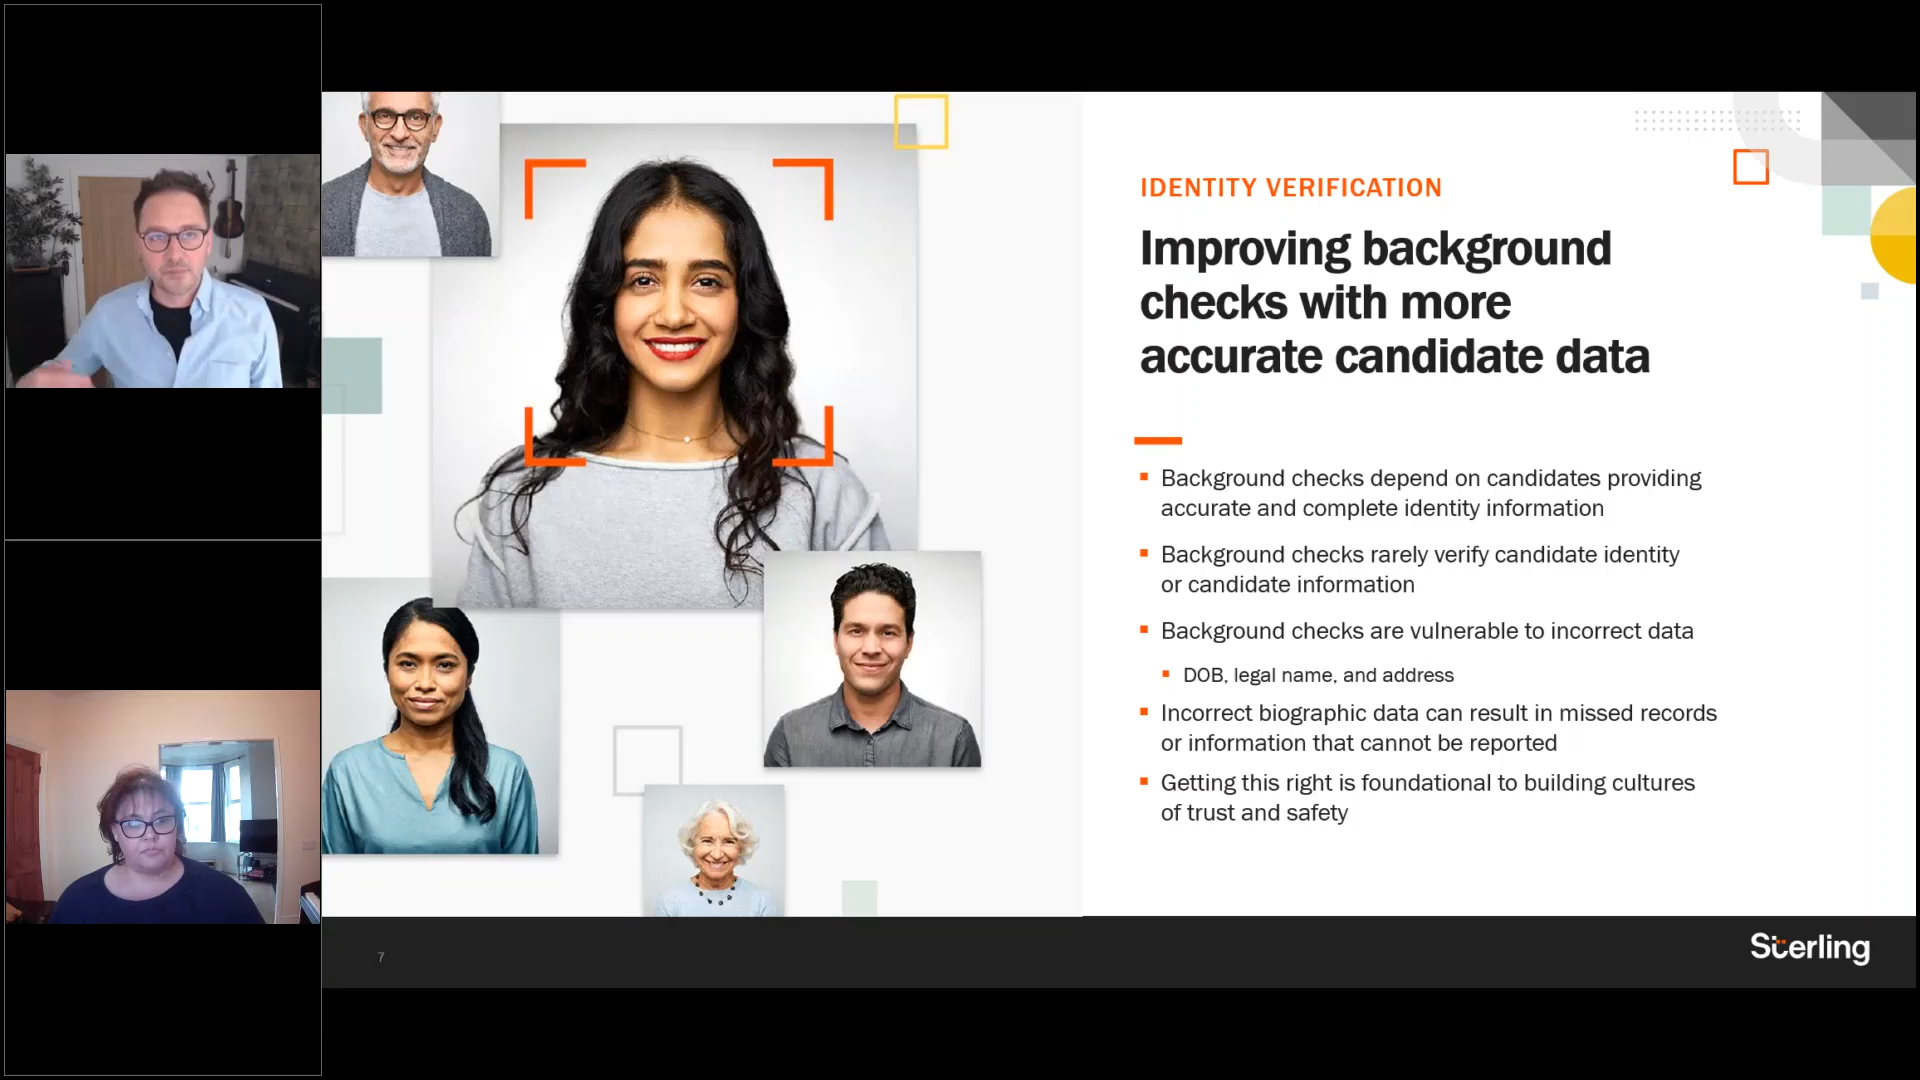 IDENTITY VERIFICATION
Improving background
checks with more
accurate candidate data
Background checks depend on candidates providing
accurate and complete identity information
Background checks rarely verify candidate identity
or candidate information
Background checks are vulnerable to incorrect data
DOB, legal name, and address
Incorrect biographic data can result in missed records
or information that cannot be reported
Getting this right is foundational to building cultures
of trust and safety
7
Sterling